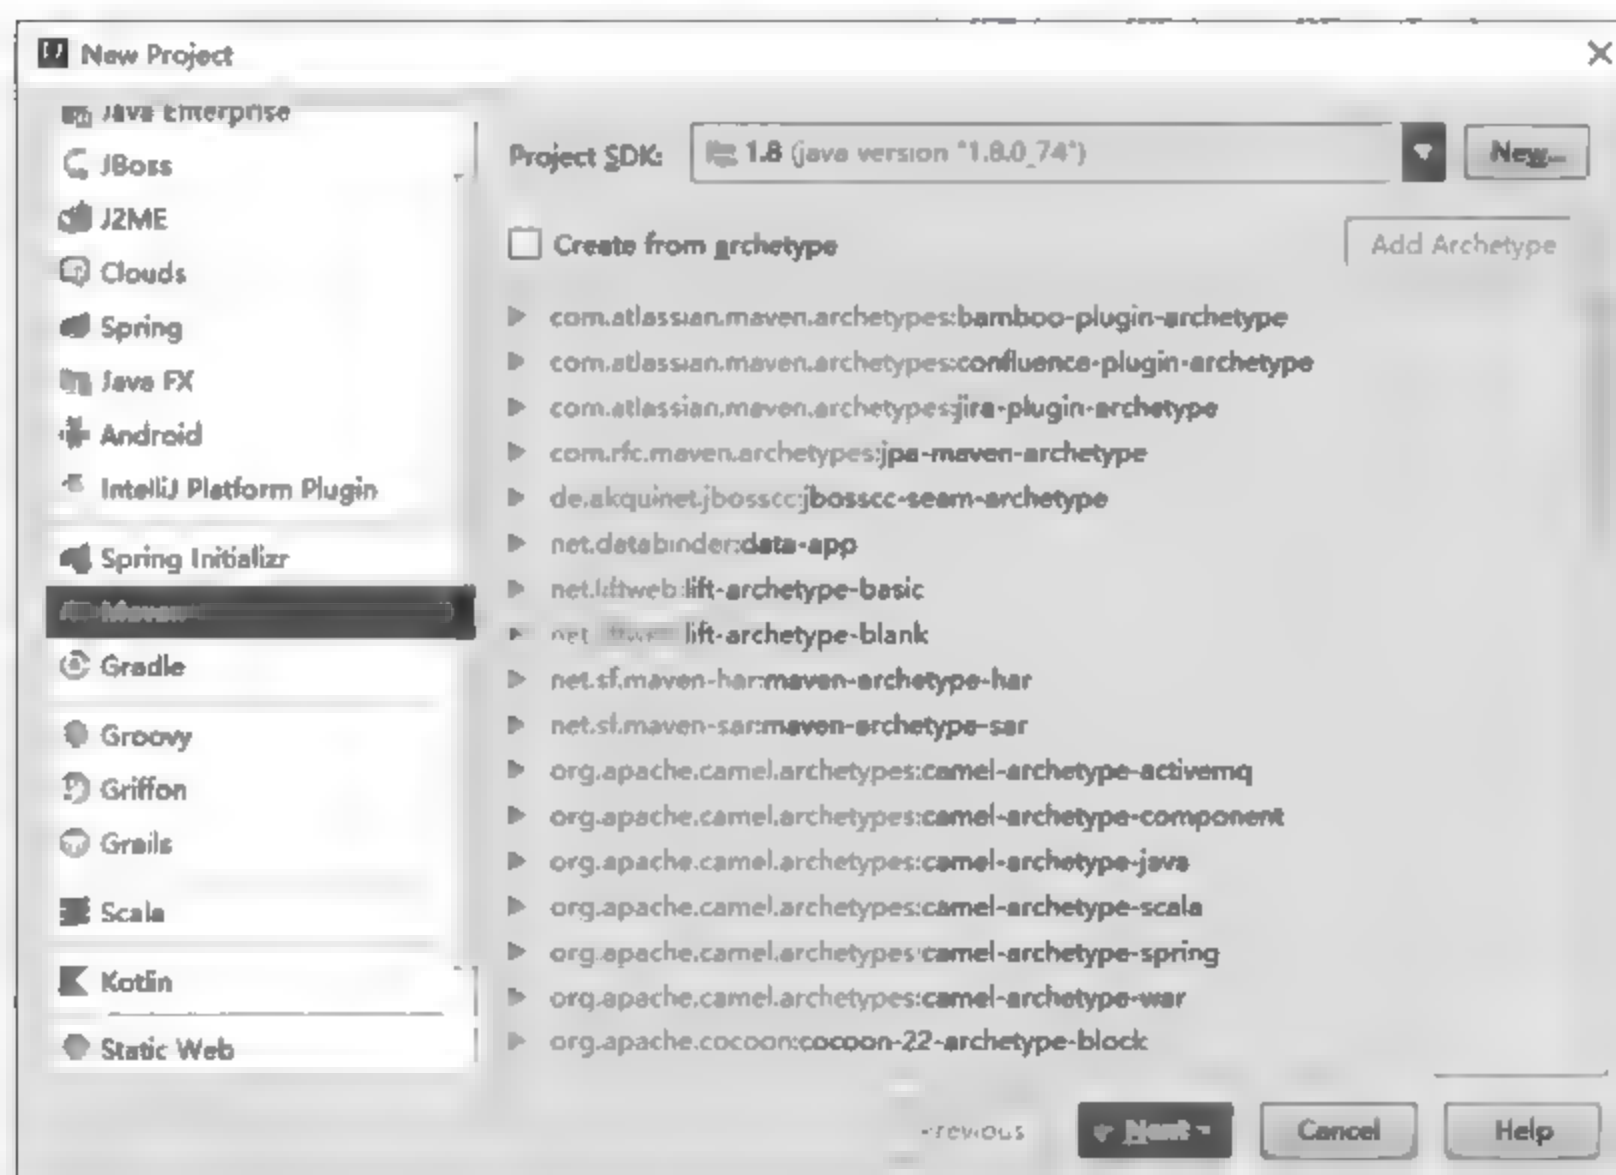 New Project
Java Enterprise
JBoss
J2ME
Clouds
Spring
Java FX
Android
IntelliJ Platform Plugin
Spring Initializr
Maven
Gradle
Groovy
Griffon
Grails
Scala
Kotlin
Static Web
Project SDK: 1.8 (java version "1.8.0_74") New...
Create from archetype Add Archetype
com.atlassian.maven.archetypes:bamboo-plugin-archetype
com.atlassian.maven.archetypes:confluence-plugin-archetype
com.atlassian.maven.archetypes:jira-plugin-archetype
com.rfc.maven.archetypes:jpa-maven-archetype
de.akquinet.jbosscc:jbosscc-seam-archetype
net.databinder:data-app
net.liftweb:lift-archetype-basic
net.liftweb:lift-archetype-blank
net.sf.maven-har:maven-archetype-har
net.sf.maven-sar:maven-archetype-sar
org.apache.camel.archetypes:camel-archetype-activemq
org.apache.camel.archetypes:camel-archetype-component
org.apache.camel.archetypes:camel-archetype-java
org.apache.camel.archetypes:camel-archetype-scala
org.apache.camel.archetypes:camel-archetype-spring
org.apache.camel.archetypes:camel-archetype-war
org.apache.cocoon:cocoon-22-archetype-block
Previous Next Cancel Help